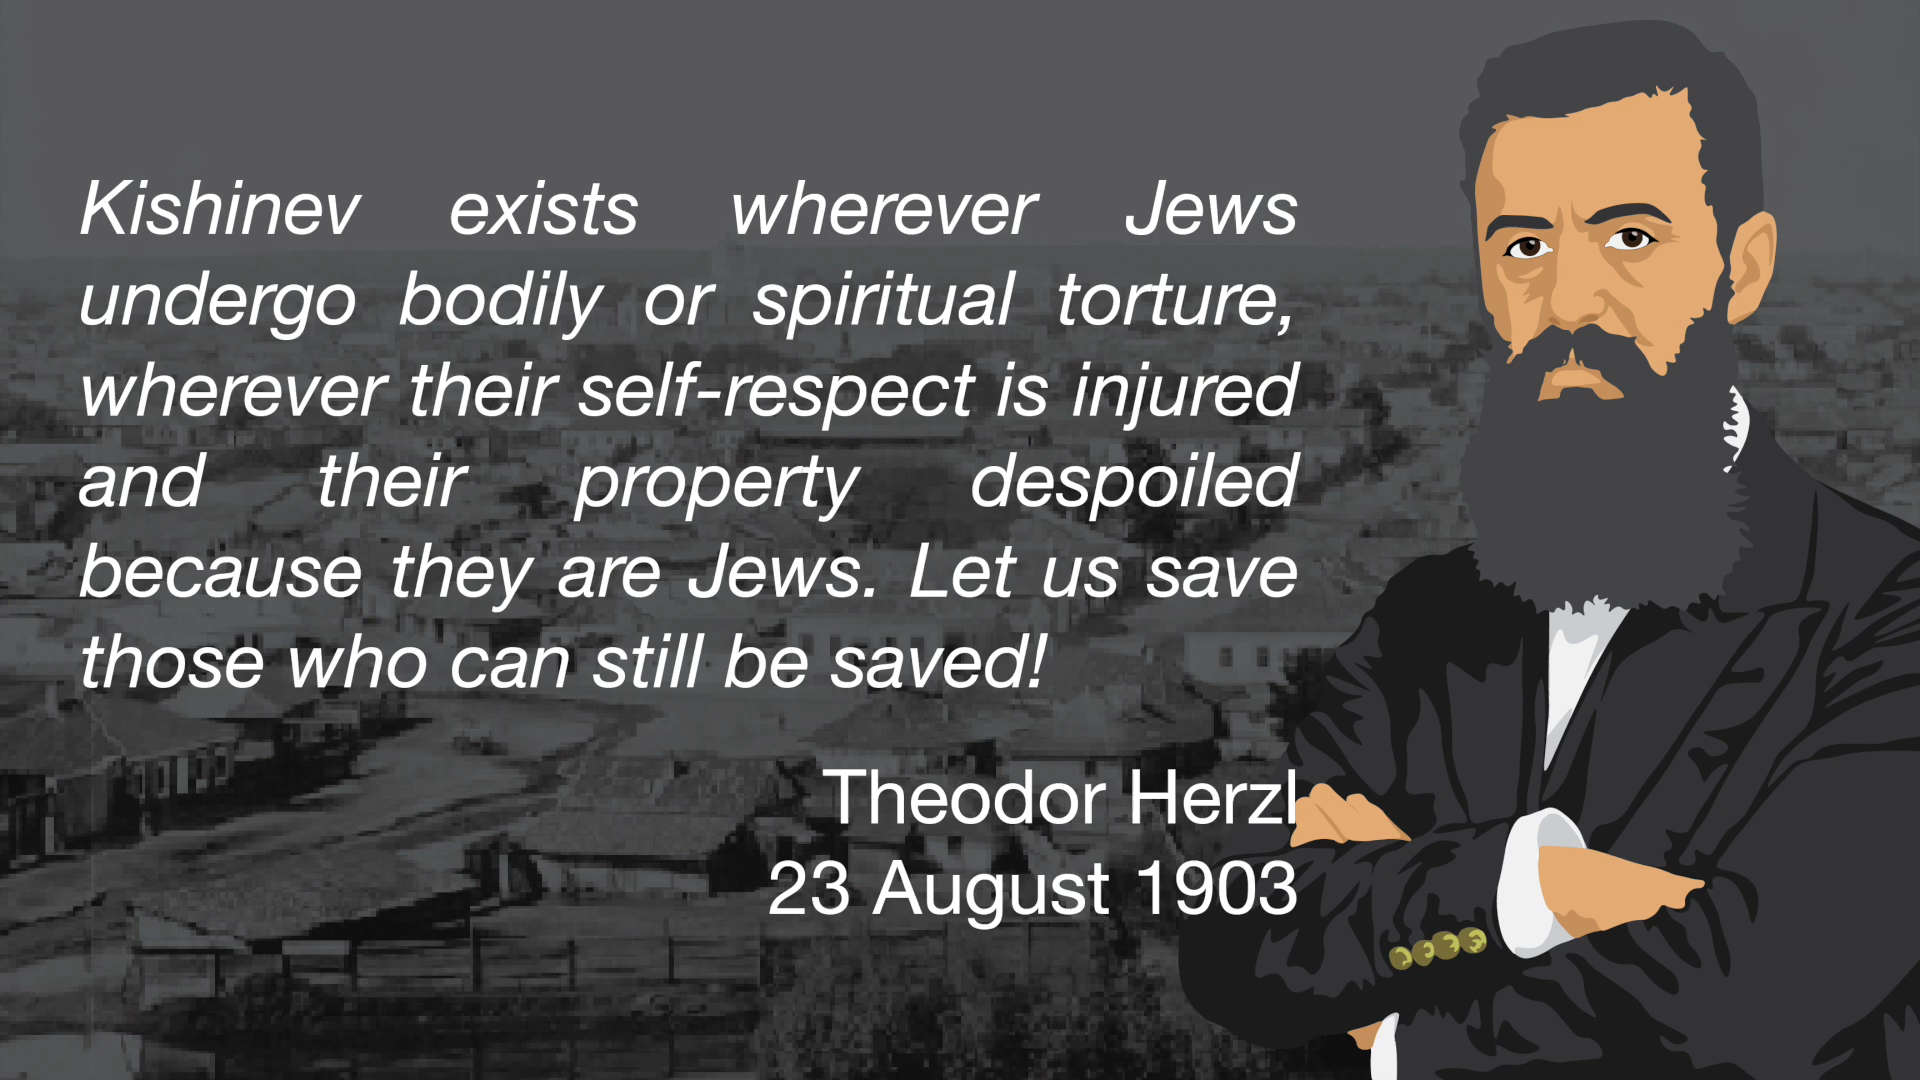 Kishinev exists wherever Jews
undergo bodily or spiritual torture,
wherever their self-respect is injured
and their property despoiled
because they are Jews. Let us save
those who can still be saved!
Theodor Herzl
23 August 1903